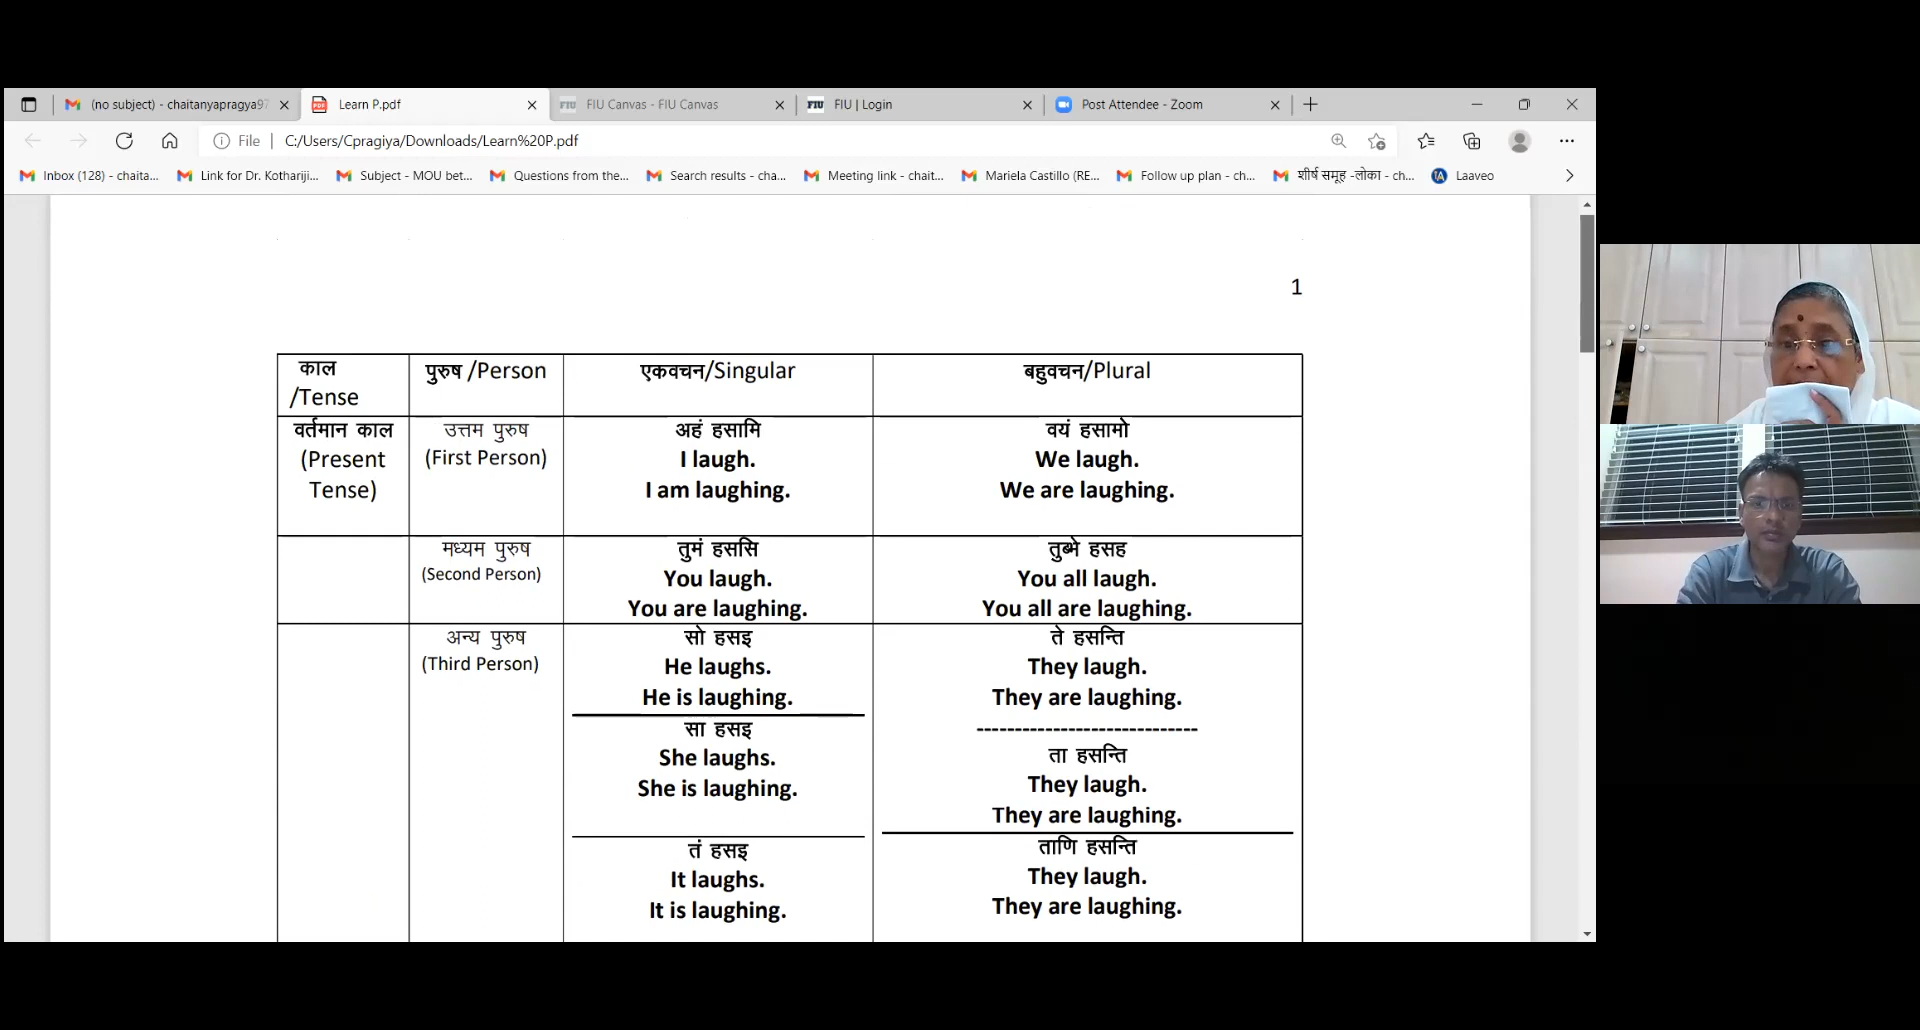 (no subject) - chaitanyapragya97
Learn P.pdf
FIU Canvas - FIU Canvas
FIU | Login
Post Attendee - Zoom
File | C:/Users/Cpragiya/Downloads/Learn%20P.pdf
Inbox (128) - chaita... Link for Dr. Kothariji... Subject - MOU bet... Questions from the... Search results - cha... Meeting link - chait... Mariela Castillo (RE... Follow up plan - ch... शीर्ष समूह -लोका - ch... Laaveo
1
काल
/Tense
पुरुष /Person
एकवचन/Singular
बहुवचन/Plural
वर्तमान काल
(Present
Tense)
उत्तम पुरुष
(First Person)
अहं हसामि
I laugh.
I am laughing.
वयं हसामो
We laugh.
We are laughing.
मध्यम पुरुष
(Second Person)
तुमं हससि
You laugh.
You are laughing.
तुब्भे हसह
You all laugh.
You all are laughing.
अन्य पुरुष
(Third Person)
सो हसइ
He laughs.
He is laughing.
सा हसइ
She laughs.
She is laughing.
तं हसइ
It laughs.
It is laughing.
ते हसन्ति
They laugh.
They are laughing.
----------------------------
ता हसन्ति
They laugh.
They are laughing.
ताणि हसन्ति
They laugh.
They are laughing.